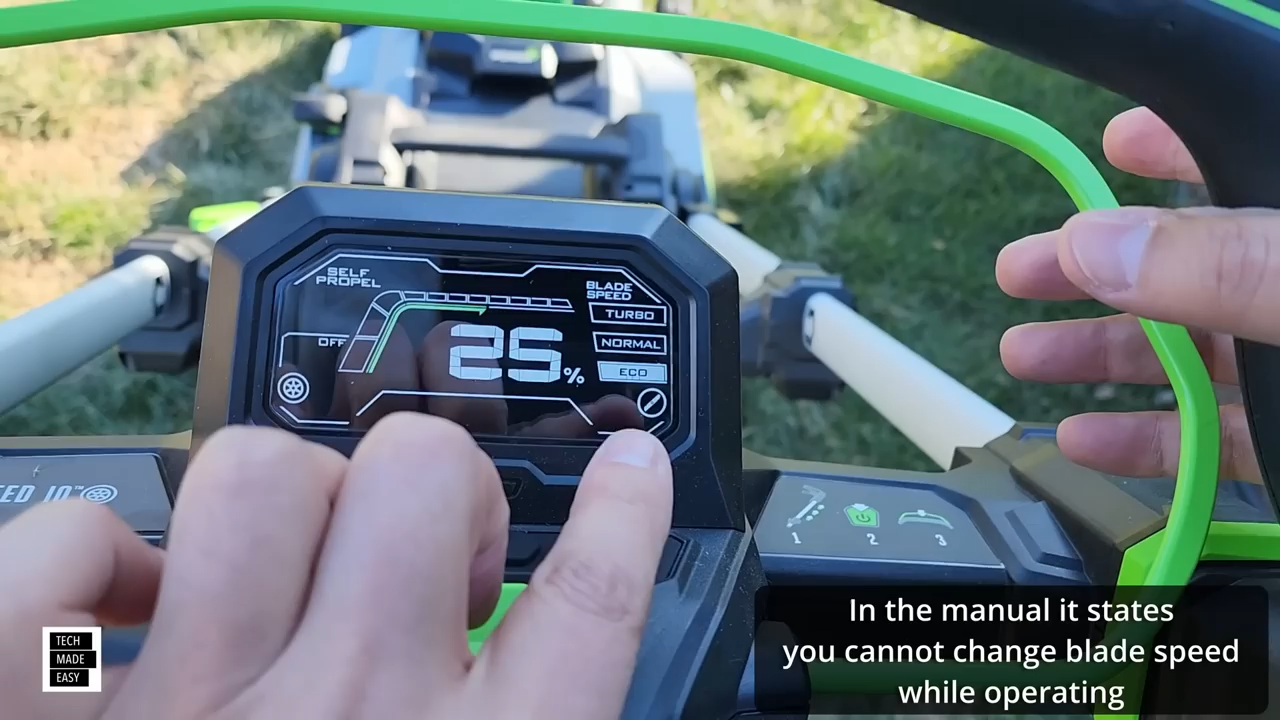 SELF
PROPEL
BLADE
SPEED
TURBO
NORMAL
ECO
OFF
25%
1 2 3
TECH
MADE
EASY
In the manual it states
you cannot change blade speed
while operating